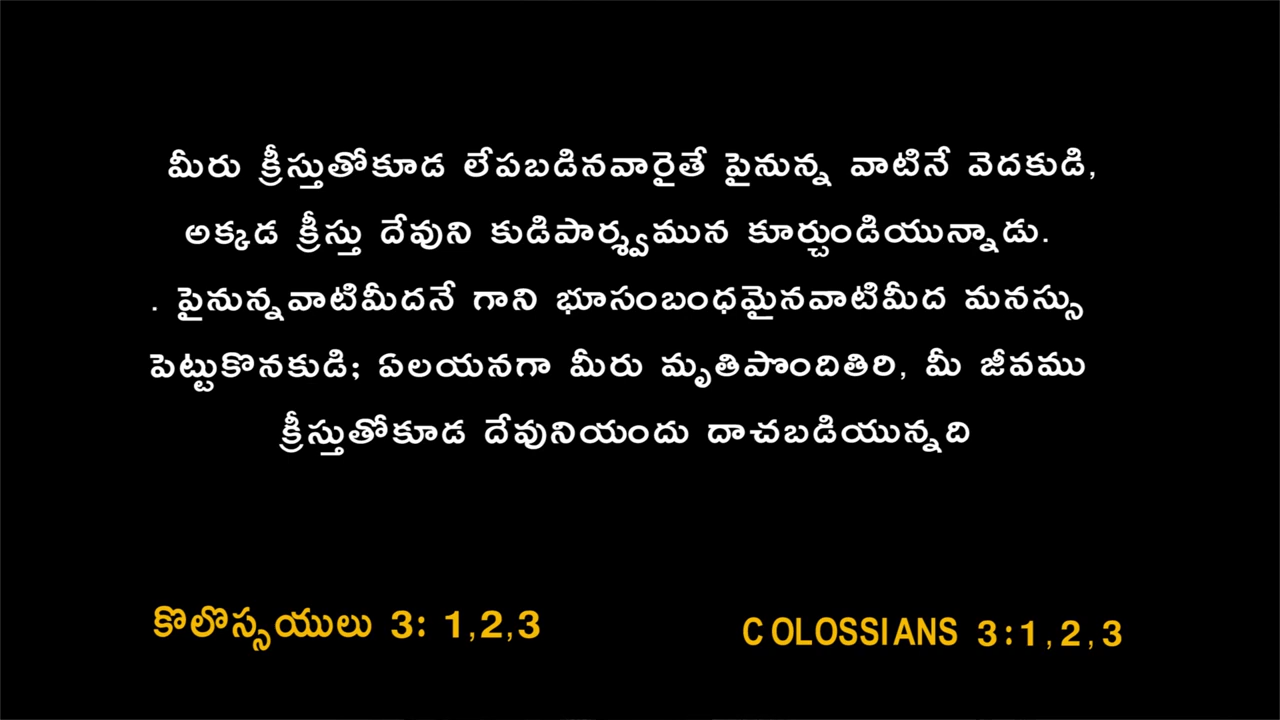 మీరు క్రీస్తుతోకూడ లేపబడినవారైతే పైనున్న వాటినే వెదకుడి,
అక్కడ క్రీస్తు దేవుని కుడిపార్శ్వమున కూర్చుండియున్నాడు.
. పైనున్నవాటిమీదనే గాని భూసంబంధమైనవాటిమీద మనస్సు
పెట్టుకొనకుడి; ఏలయనగా మీరు మృతిపొందితిరి, మీ జీవము
క్రీస్తుతోకూడ దేవునియందు దాచబడియున్నది
కొలొస్సయులు 3: 1,2,3
COLOSSIANS 3:1,2,3